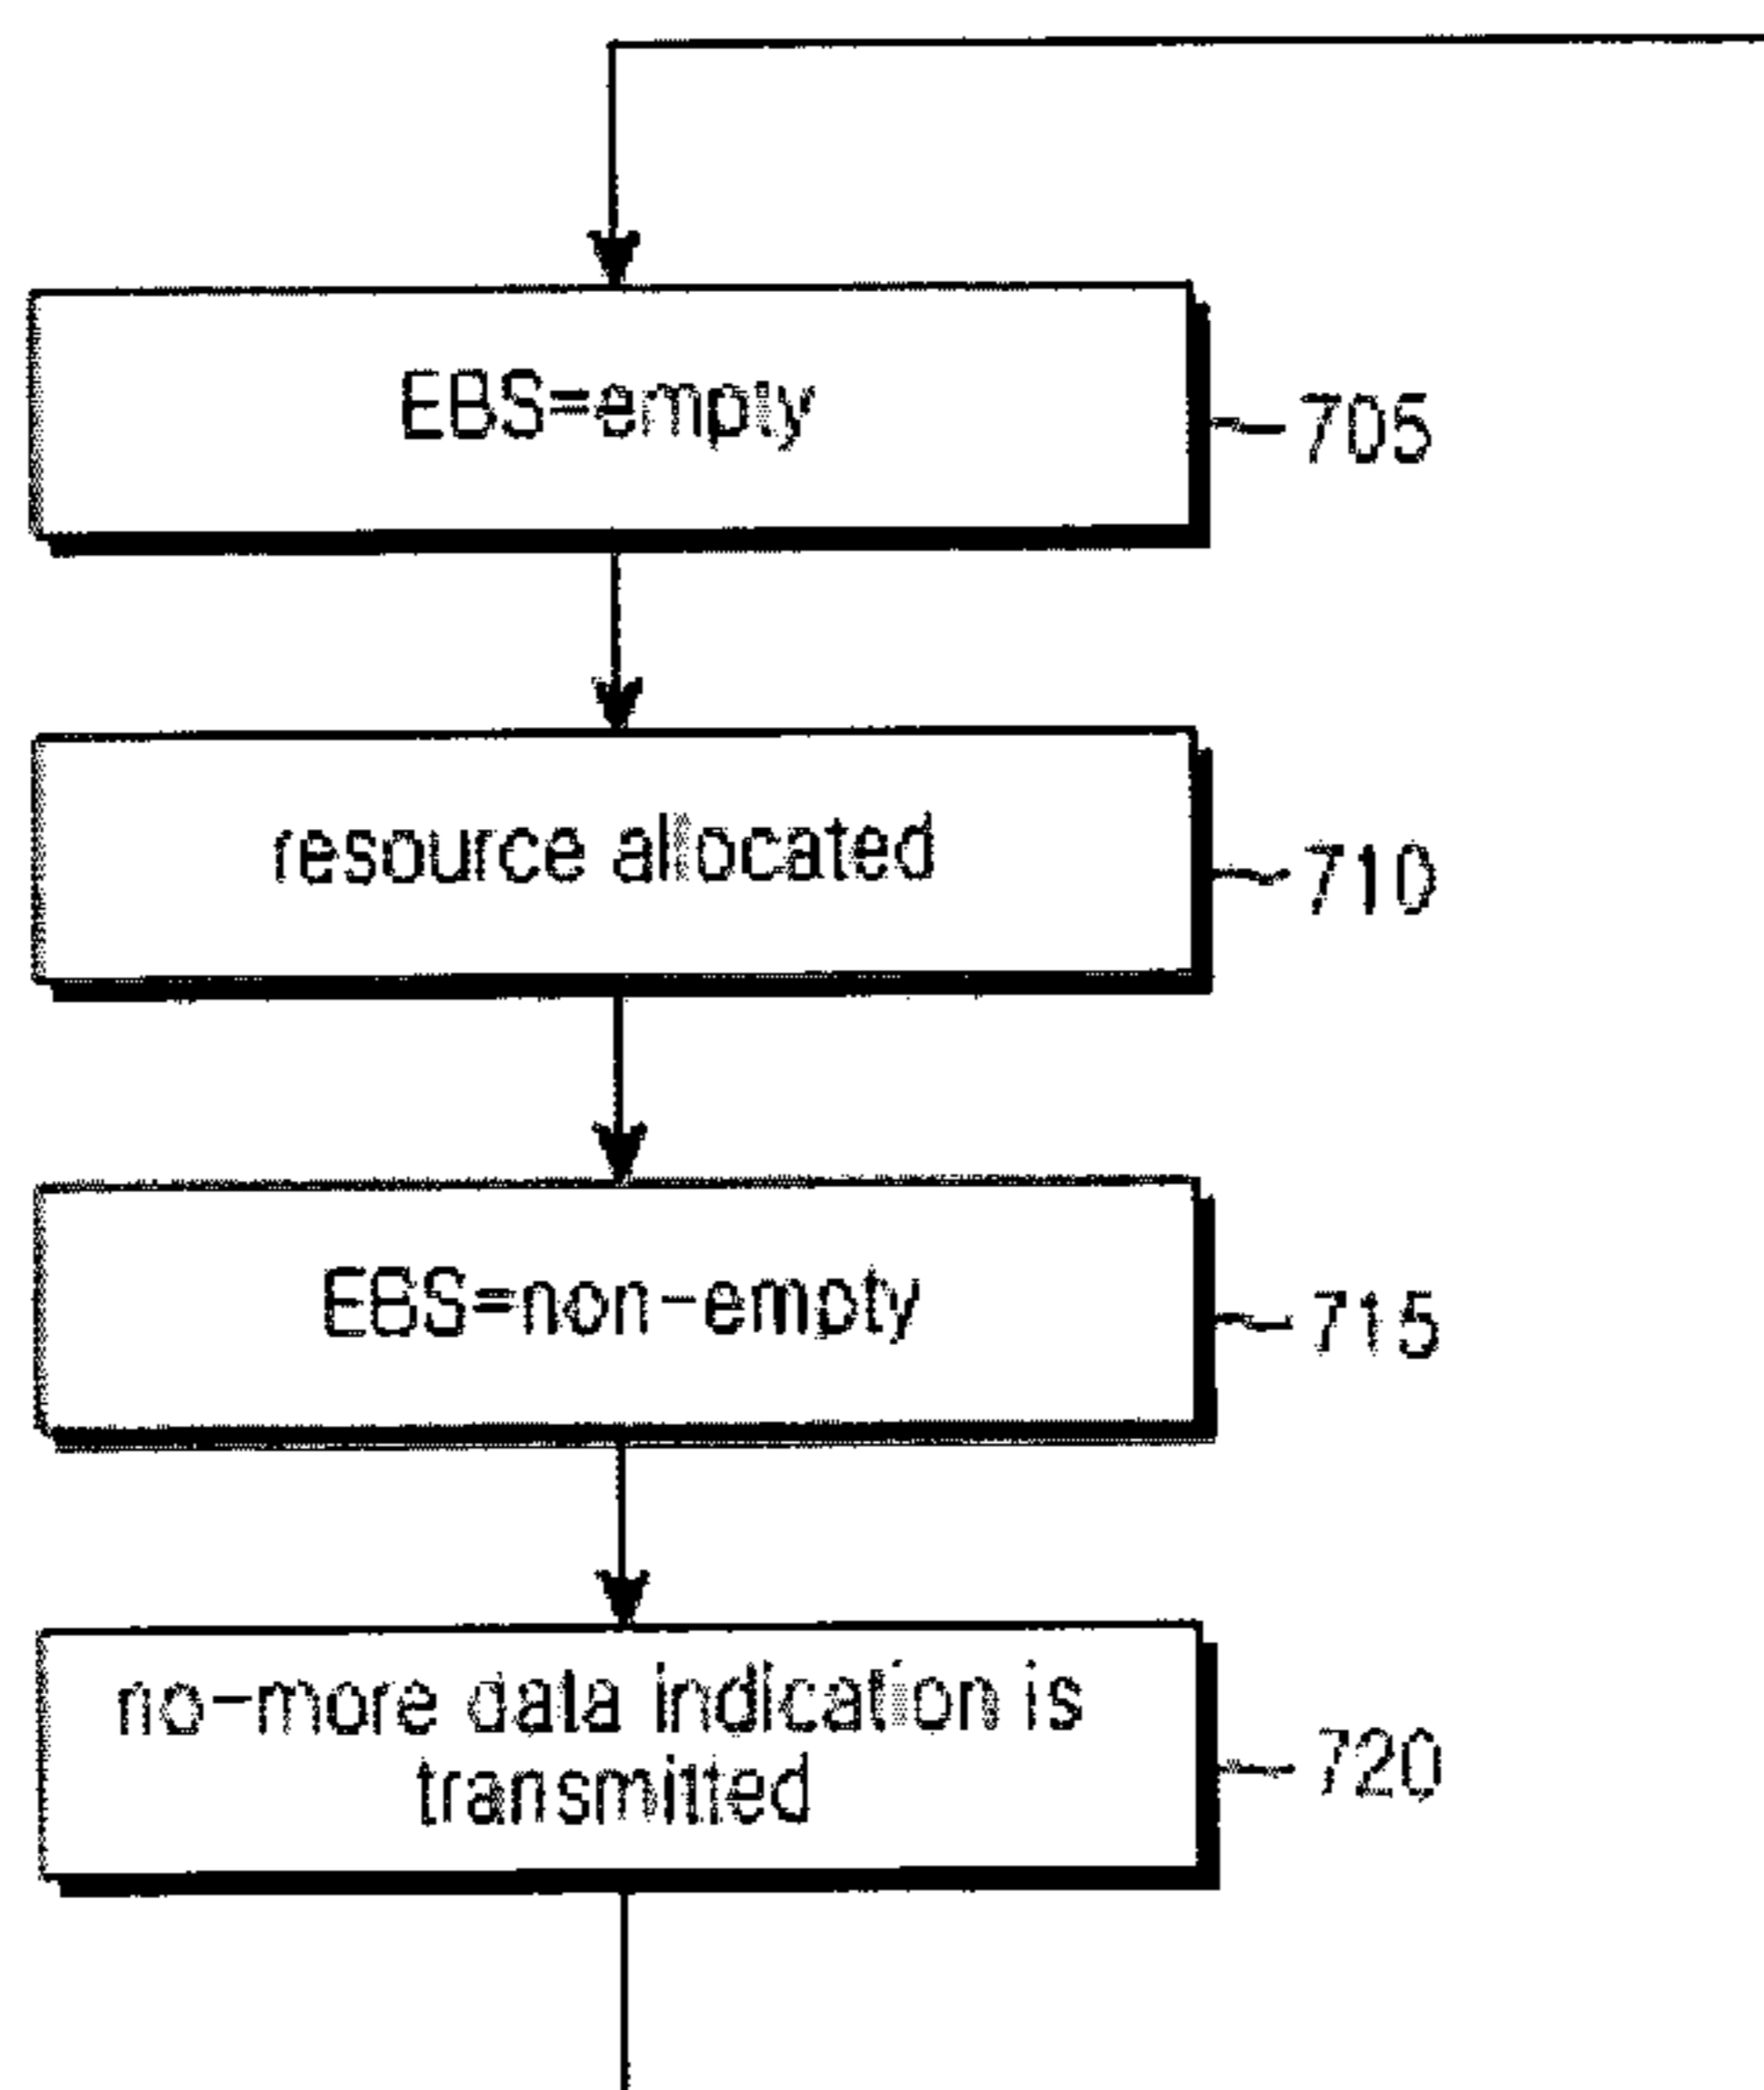 EBS=empty
705
resource allocated
710
EBS=non-empty
715
no-more data indication is
transmitted
720